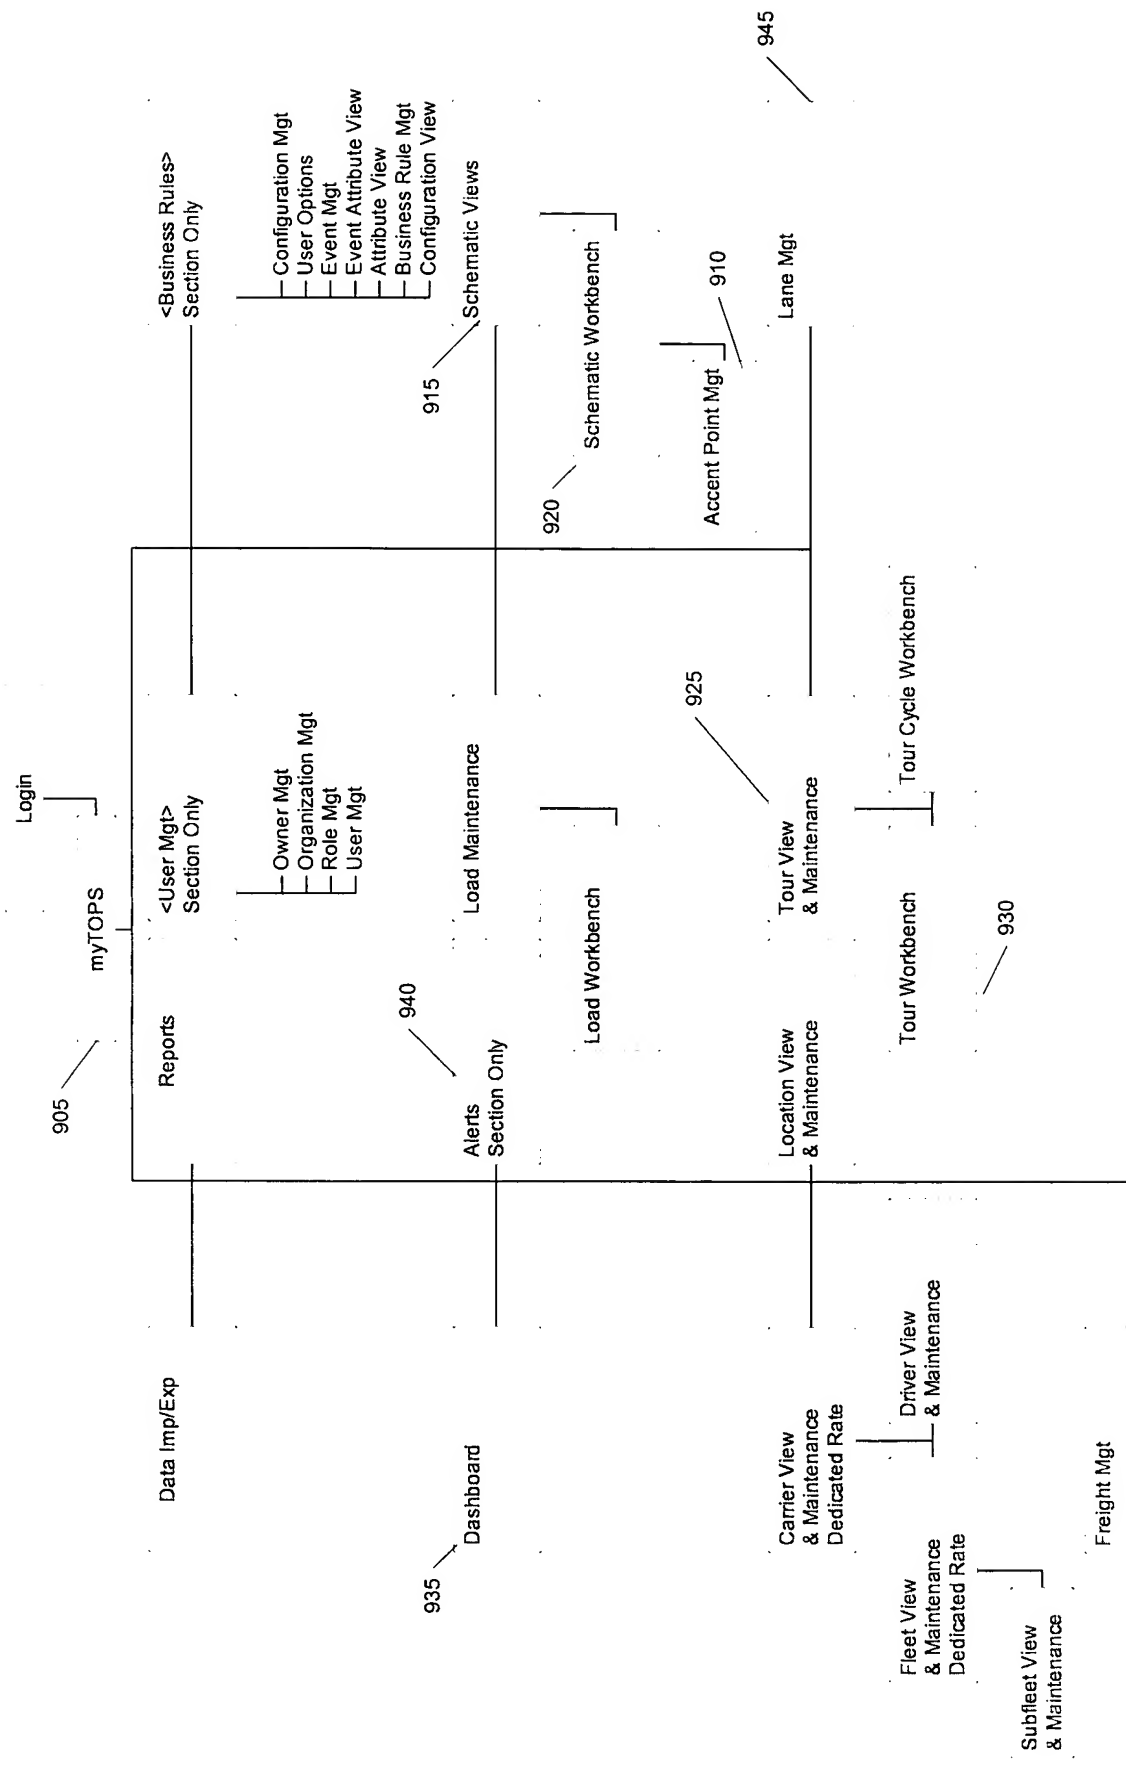 Login
myTOPS
905
Data Imp/Exp
Reports
<User Mgt>
Section Only
Owner Mgt
Organization Mgt
Role Mgt
User Mgt
<Business Rules>
Section Only
Configuration Mgt
User Options
Event Mgt
Event Attribute View
Attribute View
Business Rule Mgt
Configuration View
935
Dashboard
940
Alerts
Section Only
Load Maintenance
Load Workbench
915
Schematic Views
920
Schematic Workbench
Accent Point Mgt
910
Carrier View
& Maintenance
Dedicated Rate
Fleet View
& Maintenance
Dedicated Rate
Driver View
& Maintenance
Subfleet View
& Maintenance
Location View
& Maintenance
925
Tour View
& Maintenance
Tour Workbench
Tour Cycle Workbench
930
Lane Mgt
945
Freight Mgt